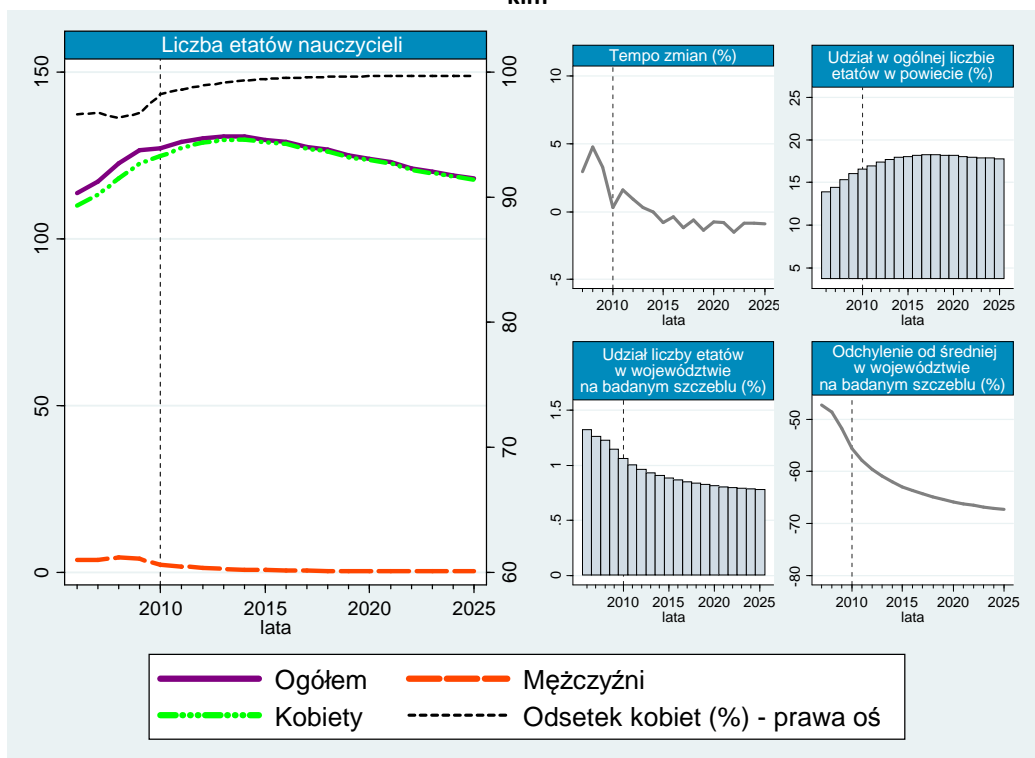 Liczba etatów nauczycieli
150
100
50
0
100
90
80
70
60
2010
2015
2020
2025
lata
Tempo zmian (%)
10
5
0
-5
2010
2015
2020
2025
lata
Udział w ogólnej liczbie
etatów w powiecie (%)
25
20
15
10
5
2010
2015
2020
2025
lata
Udział liczby etatów
w województwie
na badanym szczeblu (%)
1.5
1
.5
0
2010
2015
2020
2025
lata
Odchylenie od średniej
w województwie
na badanym szczeblu (%)
-50
-60
-70
-80
2010
2015
2020
2025
lata
Ogółem
Mężczyźni
Kobiety
Odsetek kobiet (%) - prawa oś